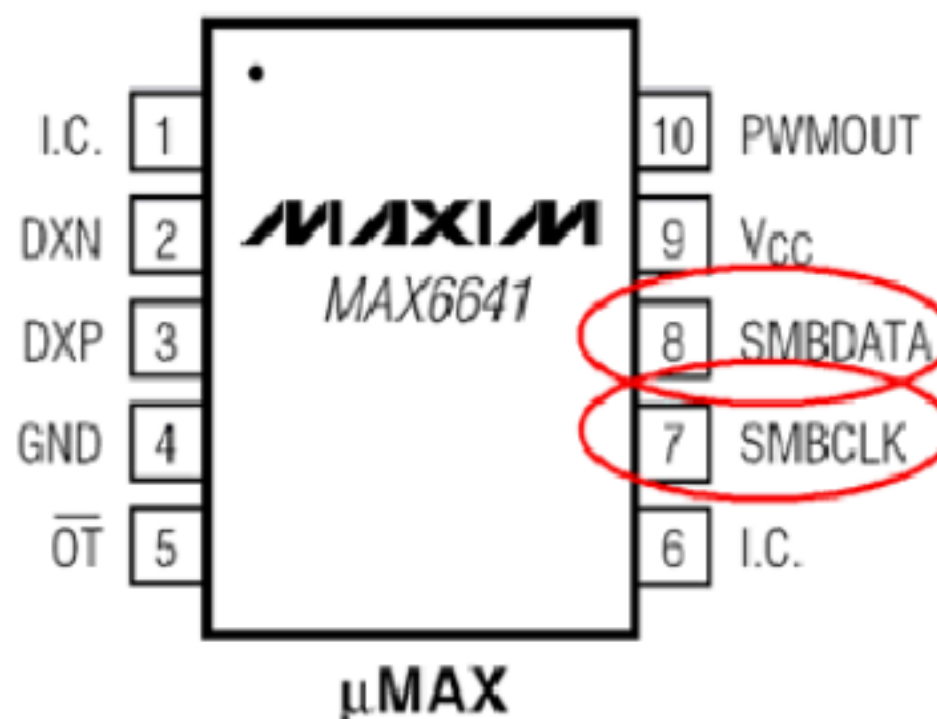 I.C. 1 10 PWMOUT
DXN 2 MAXIM 9 VCC
MAX6641
DXP 3 8 SMBDATA
GND 4 7 SMBCLK
OT 5 6 I.C.
µMAX